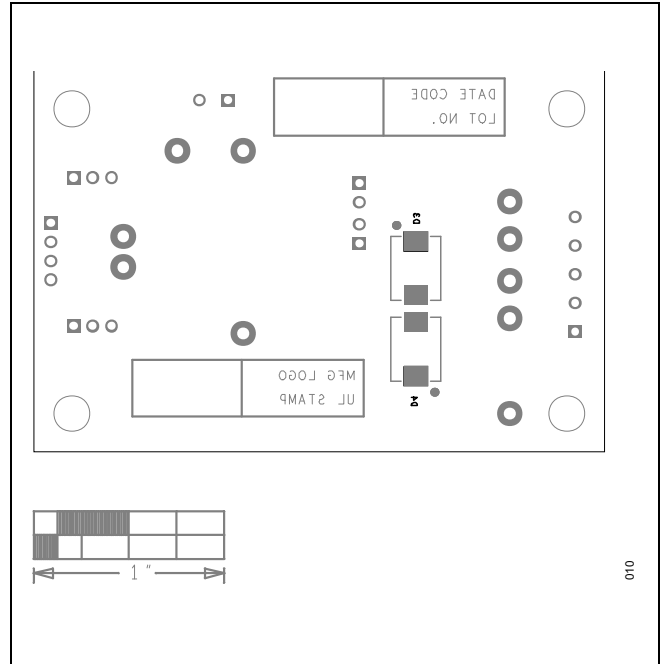 DATE CODE
LOT NO.
D3
MFG LOGO
UL STAMP
D4
1"
010